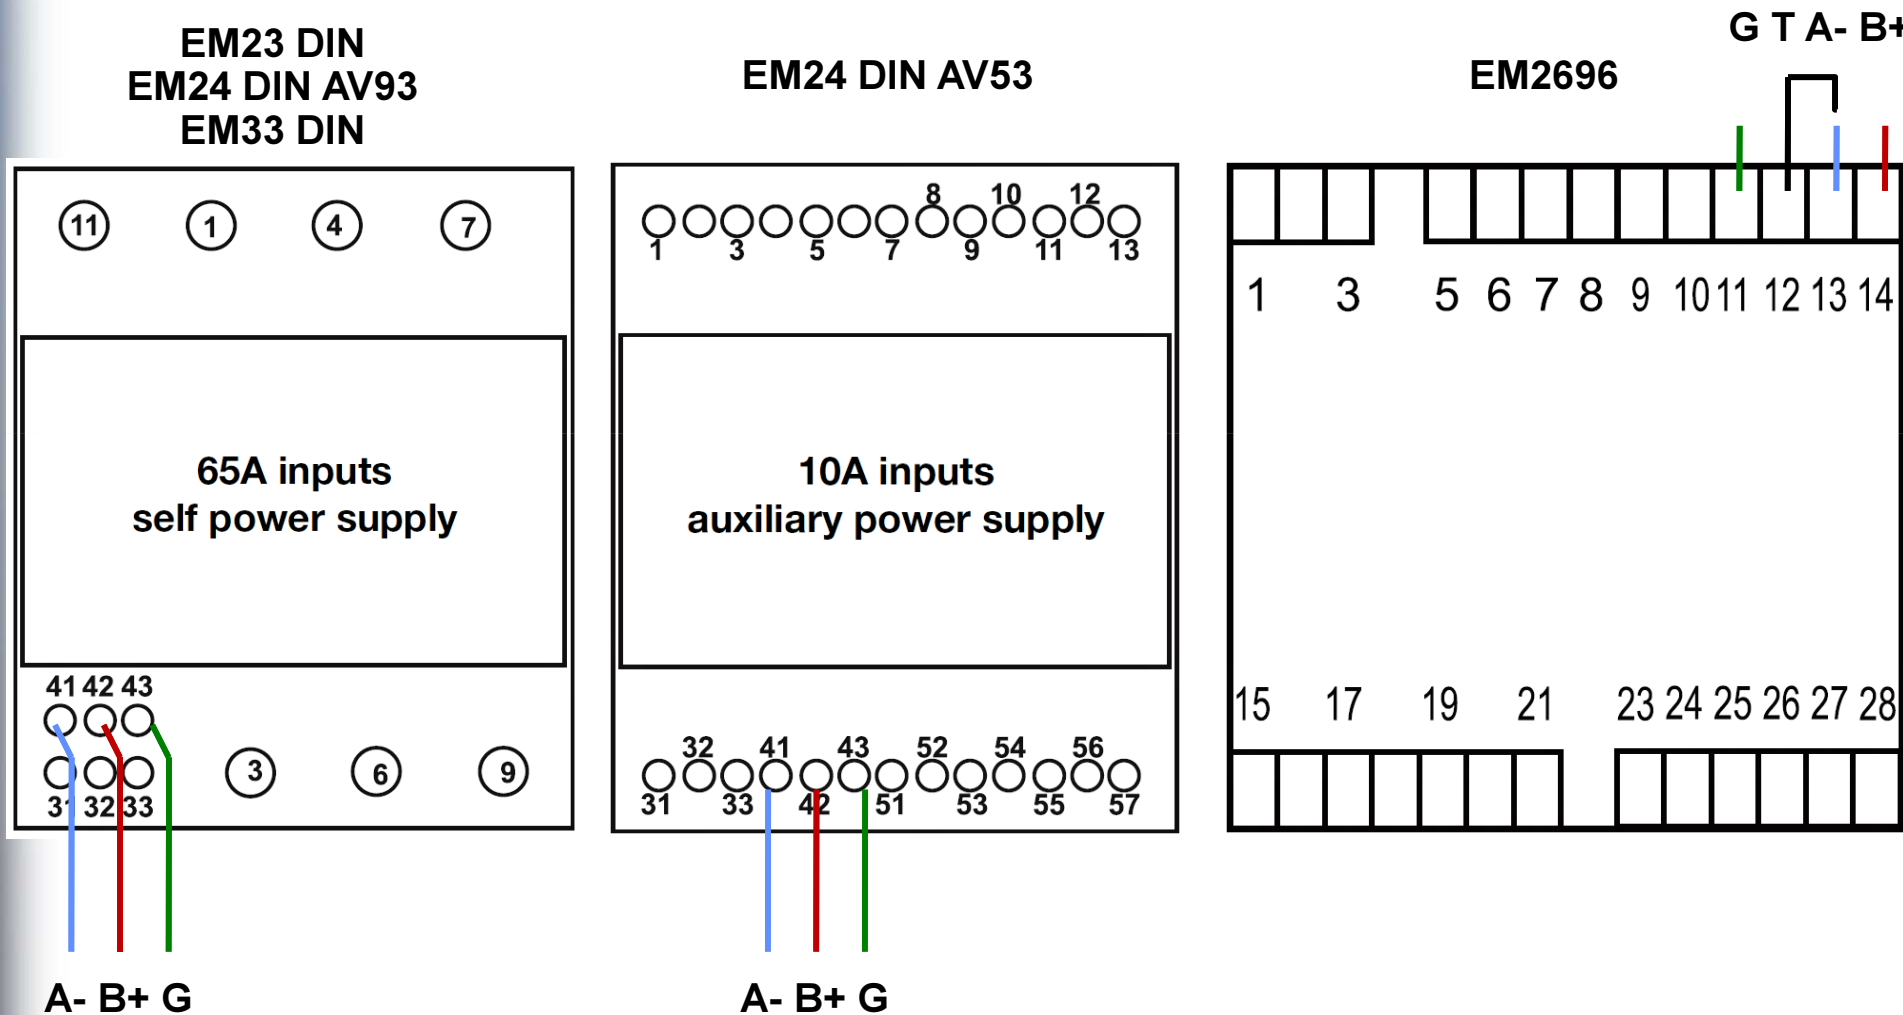 EM23 DIN
EM24 DIN AV93
EM33 DIN
11 1 4 7
65A inputs
self power supply
41 42 43
3 6 9
31 32 33
A- B+ G
EM24 DIN AV53
8 10 12
1 3 5 7 9 11 13
10A inputs
auxiliary power supply
32 41 43 52 54 56
31 33 42 51 53 55 57
A- B+ G
G T A- B+
EM2696
1 3 5 6 7 8 9 10 11 12 13 14
15 17 19 21 23 24 25 26 27 28